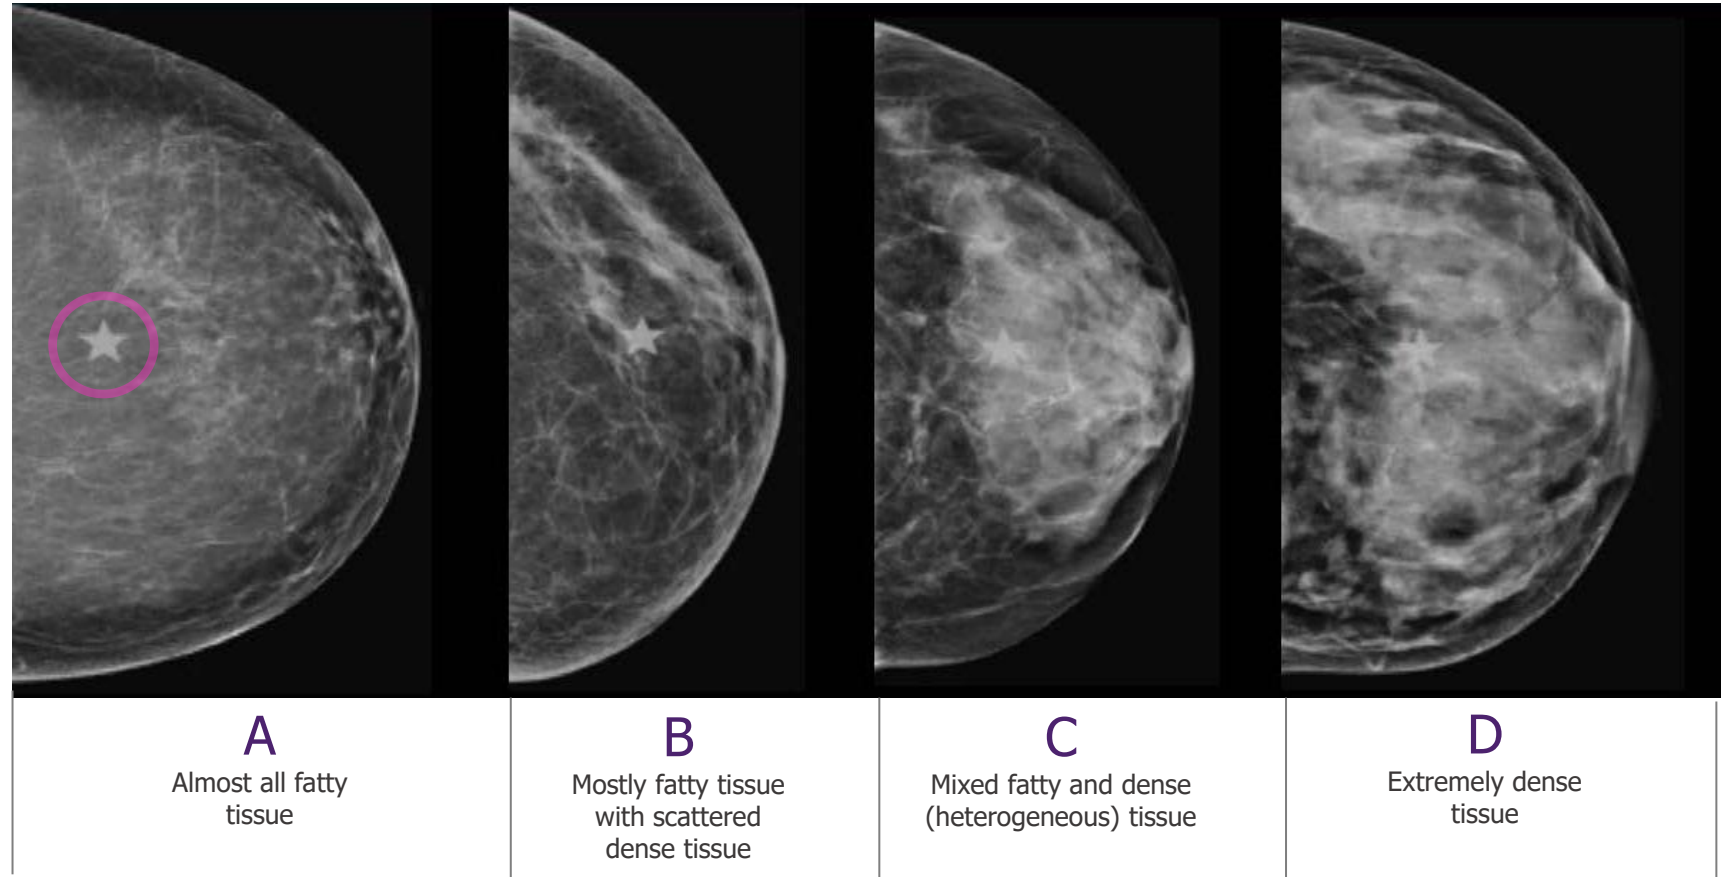 A
Almost all fatty
tissue
B
Mostly fatty tissue
with scattered
dense tissue
C
Mixed fatty and dense
(heterogeneous) tissue
D
Extremely dense
tissue